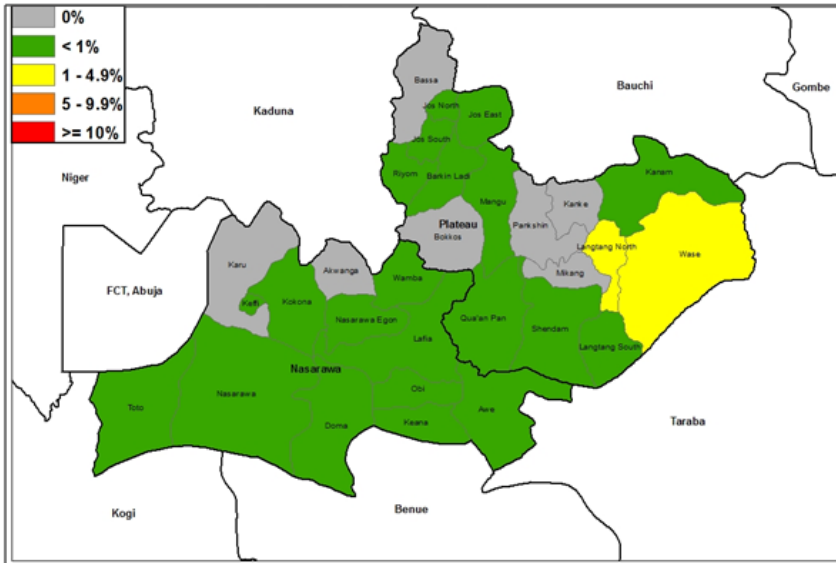 0%
< 1%
1 - 4.9%
5 - 9.9%
>= 10%
Bassa
Bauchi
Gombe
Kaduna
Jos North
Jos East
Jos South
Niger
Riyom
Barkin Ladi
Kanam
Mangu
Kanke
Plateau
Pankshin
Bokkos
Langtang North
Wase
Karu
Akwanga
Mikang
Wamba
FCT, Abuja
Keffi
Kokona
Nasarawa Egon
Qua'an Pan
Shendam
Lafia
Langtang South
Nasarawa
Obi
Nasarawa
Toto
Awe
Doma
Keana
Taraba
Benue
Kogi